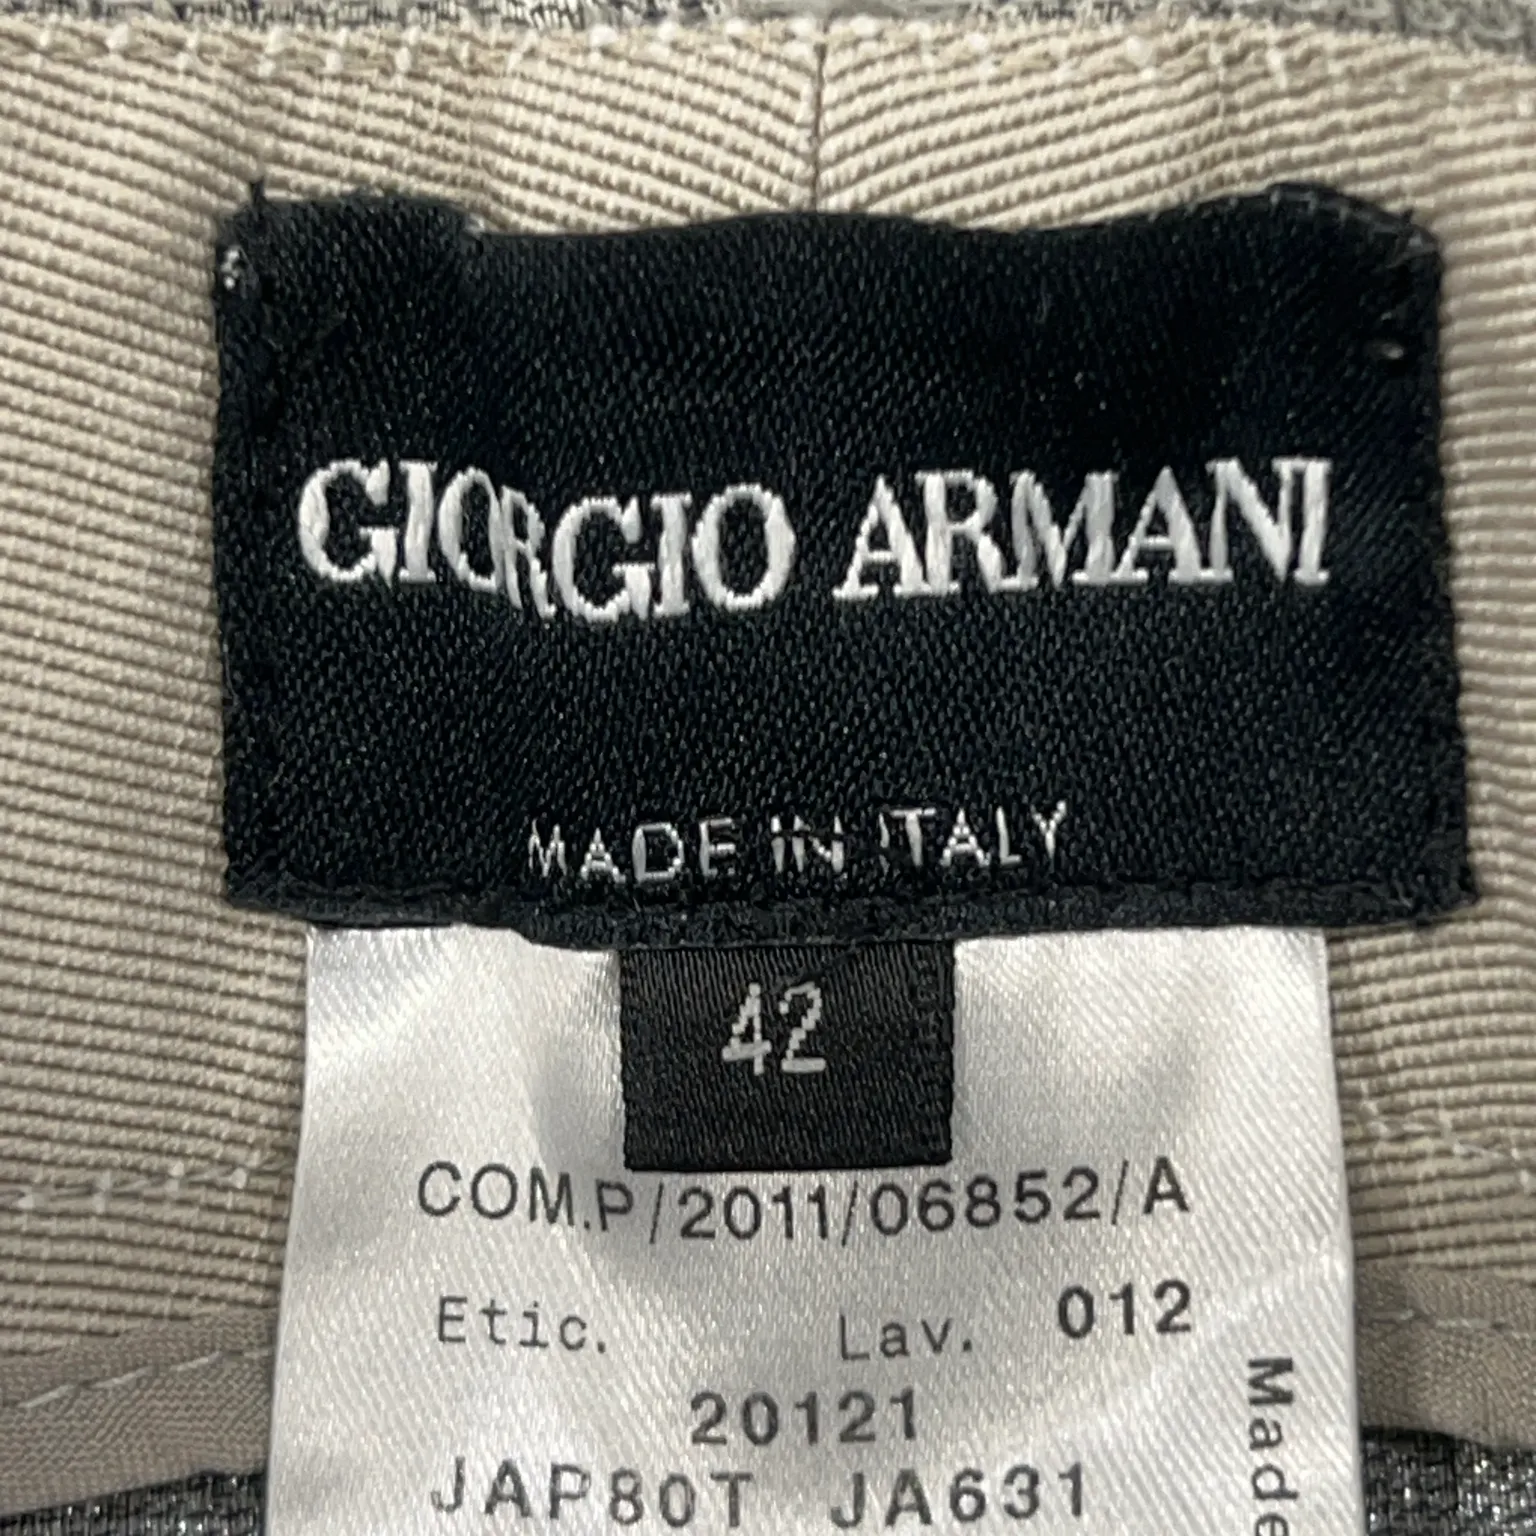 GIORGIO ARMANI
MADE IN ITALY
42
COM.P/2011/06852/A
Etic. Lav. 012
20121
JAP80T JA631
Made